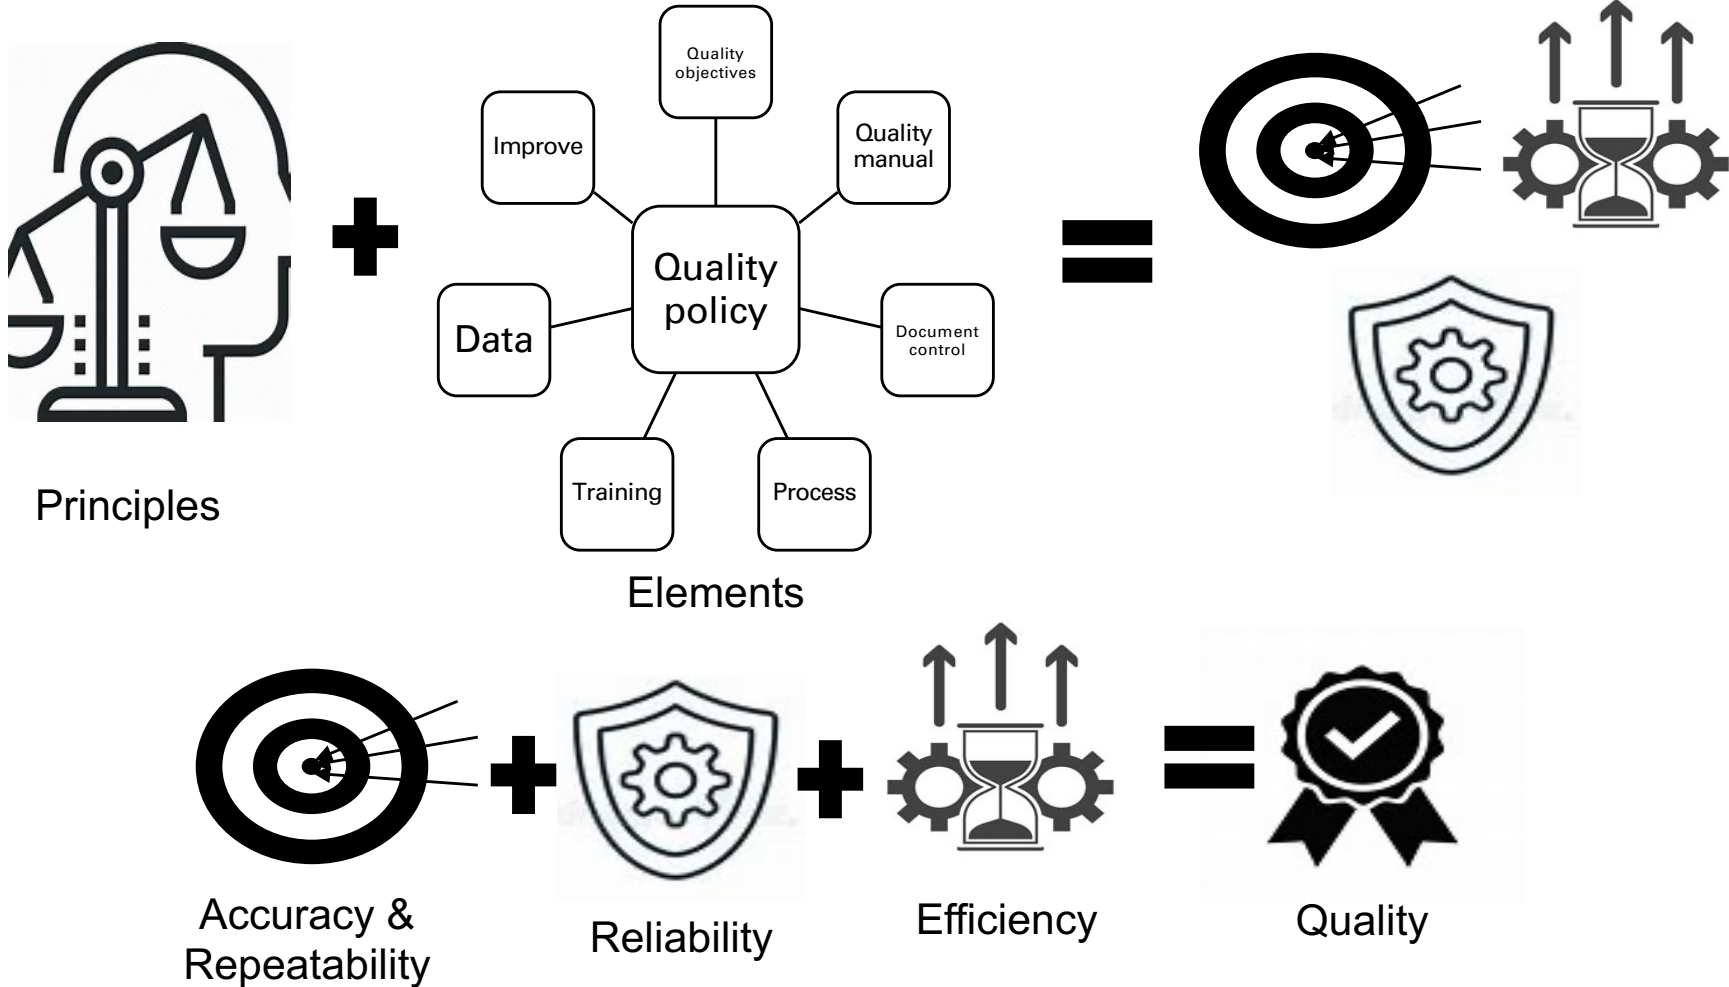 Quality
objectives
Improve
Quality
manual
Quality
policy
Data
Document
control
Training
Process
Principles
Elements
Accuracy &
Repeatability
Reliability
Efficiency
Quality